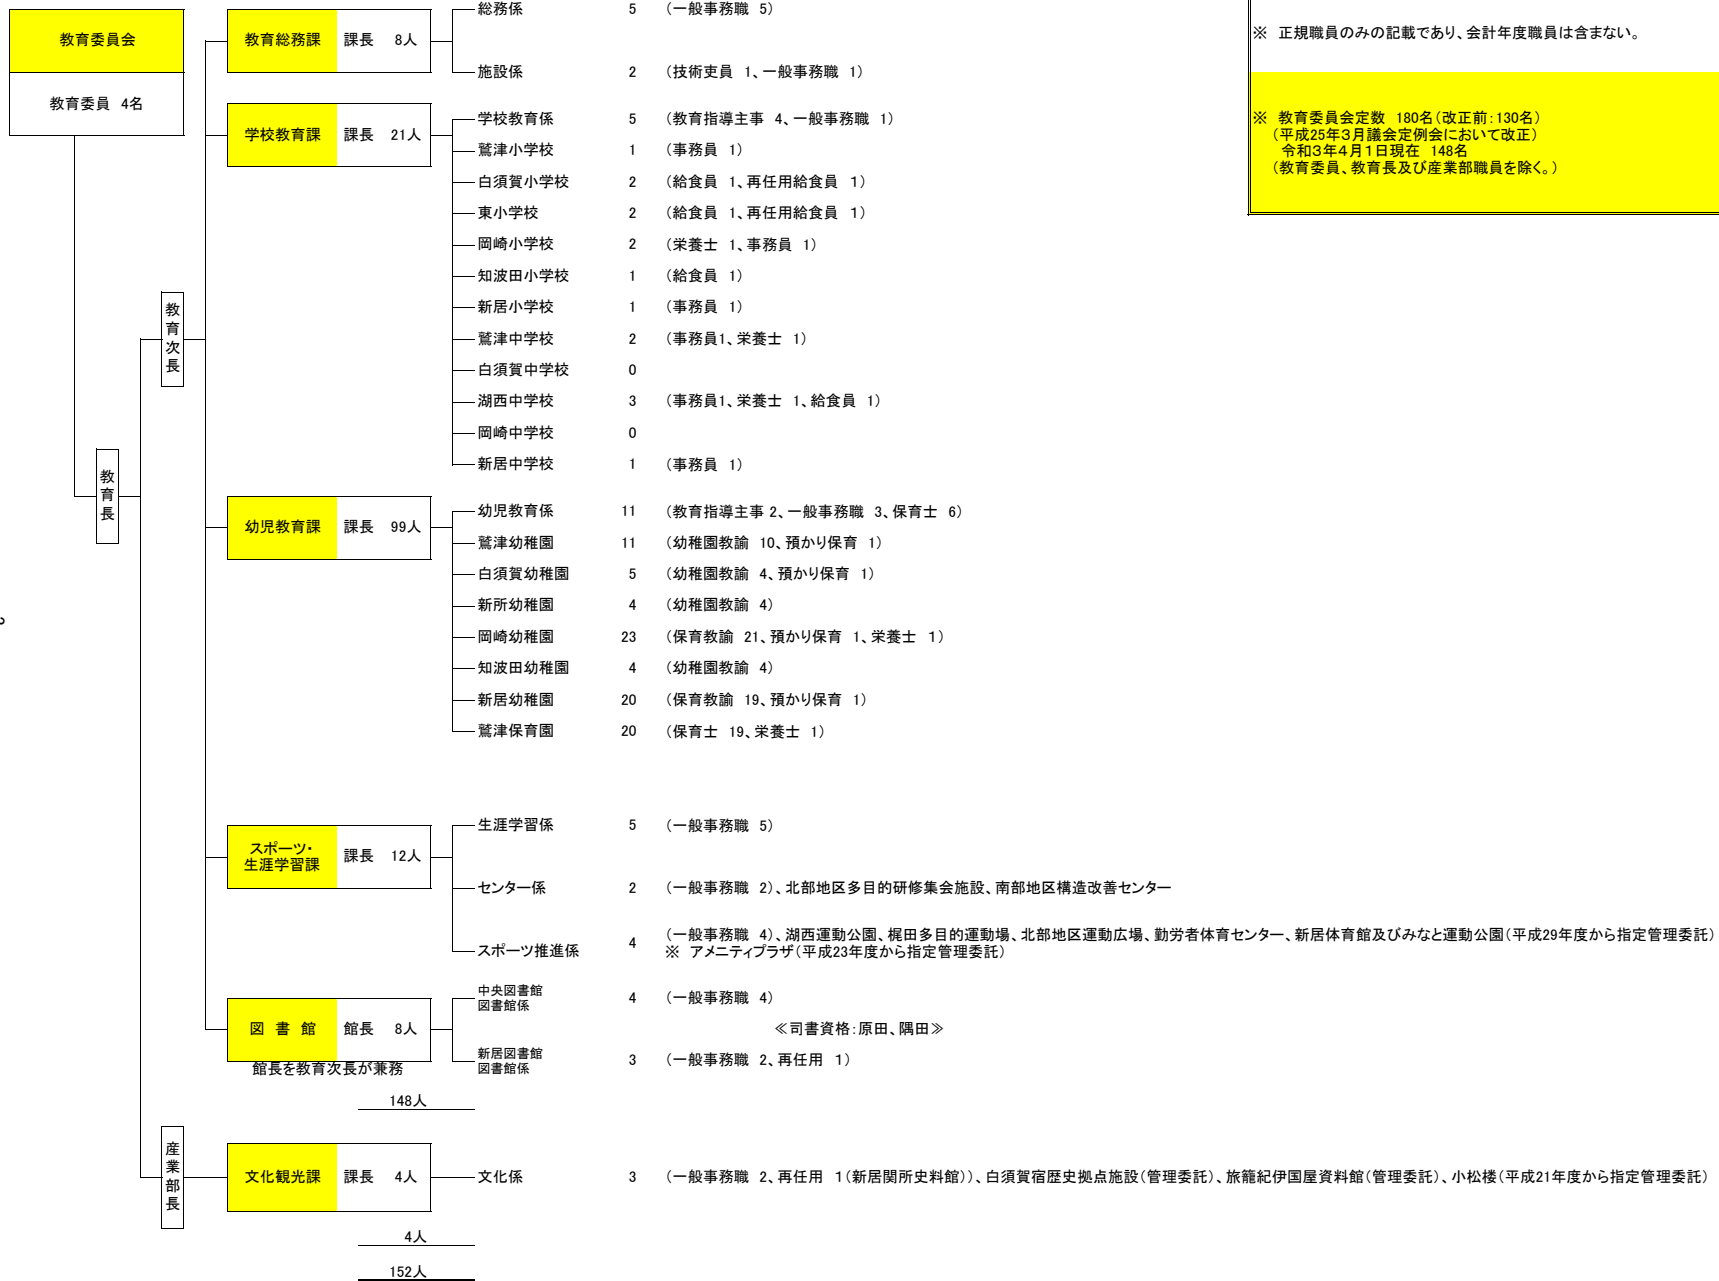 教育委員会
教育委員 4名
教育長
教育次長
教育総務課 課長 8人
総務係 5 (一般事務職 5)
施設係 2 (技術吏員 1、一般事務職 1)
学校教育課 課長 21人
学校教育係 5 (教育指導主事 4、一般事務職 1)
鷲津小学校 1 (事務員 1)
白須賀小学校 2 (給食員 1、再任用給食員 1)
東小学校 2 (給食員 1、再任用給食員 1)
岡崎小学校 2 (栄養士 1、事務員 1)
知波田小学校 1 (給食員 1)
新居小学校 1 (事務員 1)
鷲津中学校 2 (事務員1、栄養士 1)
白須賀中学校 0
湖西中学校 3 (事務員1、栄養士 1、給食員 1)
岡崎中学校 0
新居中学校 1 (事務員 1)
幼児教育課 課長 99人
幼児教育係 11 (教育指導主事 2、一般事務職 3、保育士 6)
鷲津幼稚園 11 (幼稚園教諭 10、預かり保育 1)
白須賀幼稚園 5 (幼稚園教諭 4、預かり保育 1)
新所幼稚園 4 (幼稚園教諭 4)
岡崎幼稚園 23 (保育教諭 21、預かり保育 1、栄養士 1)
知波田幼稚園 4 (幼稚園教諭 4)
新居幼稚園 20 (保育教諭 19、預かり保育 1)
鷲津保育園 20 (保育士 19、栄養士 1)
スポーツ・
生涯学習課 課長 12人
生涯学習係 5 (一般事務職 5)
センター係 2 (一般事務職 2)、北部地区多目的研修集会施設、南部地区構造改善センター
スポーツ推進係 4 (一般事務職 4)、湖西運動公園、梶田多目的運動場、北部地区運動広場、勤労者体育センター、新居体育館及びみなと運動公園(平成29年度から指定管理委託)
※ アメニティプラザ(平成23年度から指定管理委託)
図 書 館 館長 8人
館長を教育次長が兼務
中央図書館
図書館係 4 (一般事務職 4)
≪司書資格:原田、隅田≫
新居図書館
図書館係 3 (一般事務職 2、再任用 1)
148人
産業部長
文化観光課 課長 4人
文化係 3 (一般事務職 2、再任用 1(新居関所史料館))、白須賀宿歴史拠点施設(管理委託)、旅籠紀伊国屋資料館(管理委託)、小松楼(平成21年度から指定管理委託)
4人
152人
※ 正規職員のみの記載であり、会計年度職員は含まない。
※ 教育委員会定数 180名(改正前:130名)
(平成25年3月議会定例会において改正)
令和3年4月1日現在 148名
(教育委員、教育長及び産業部職員を除く。)